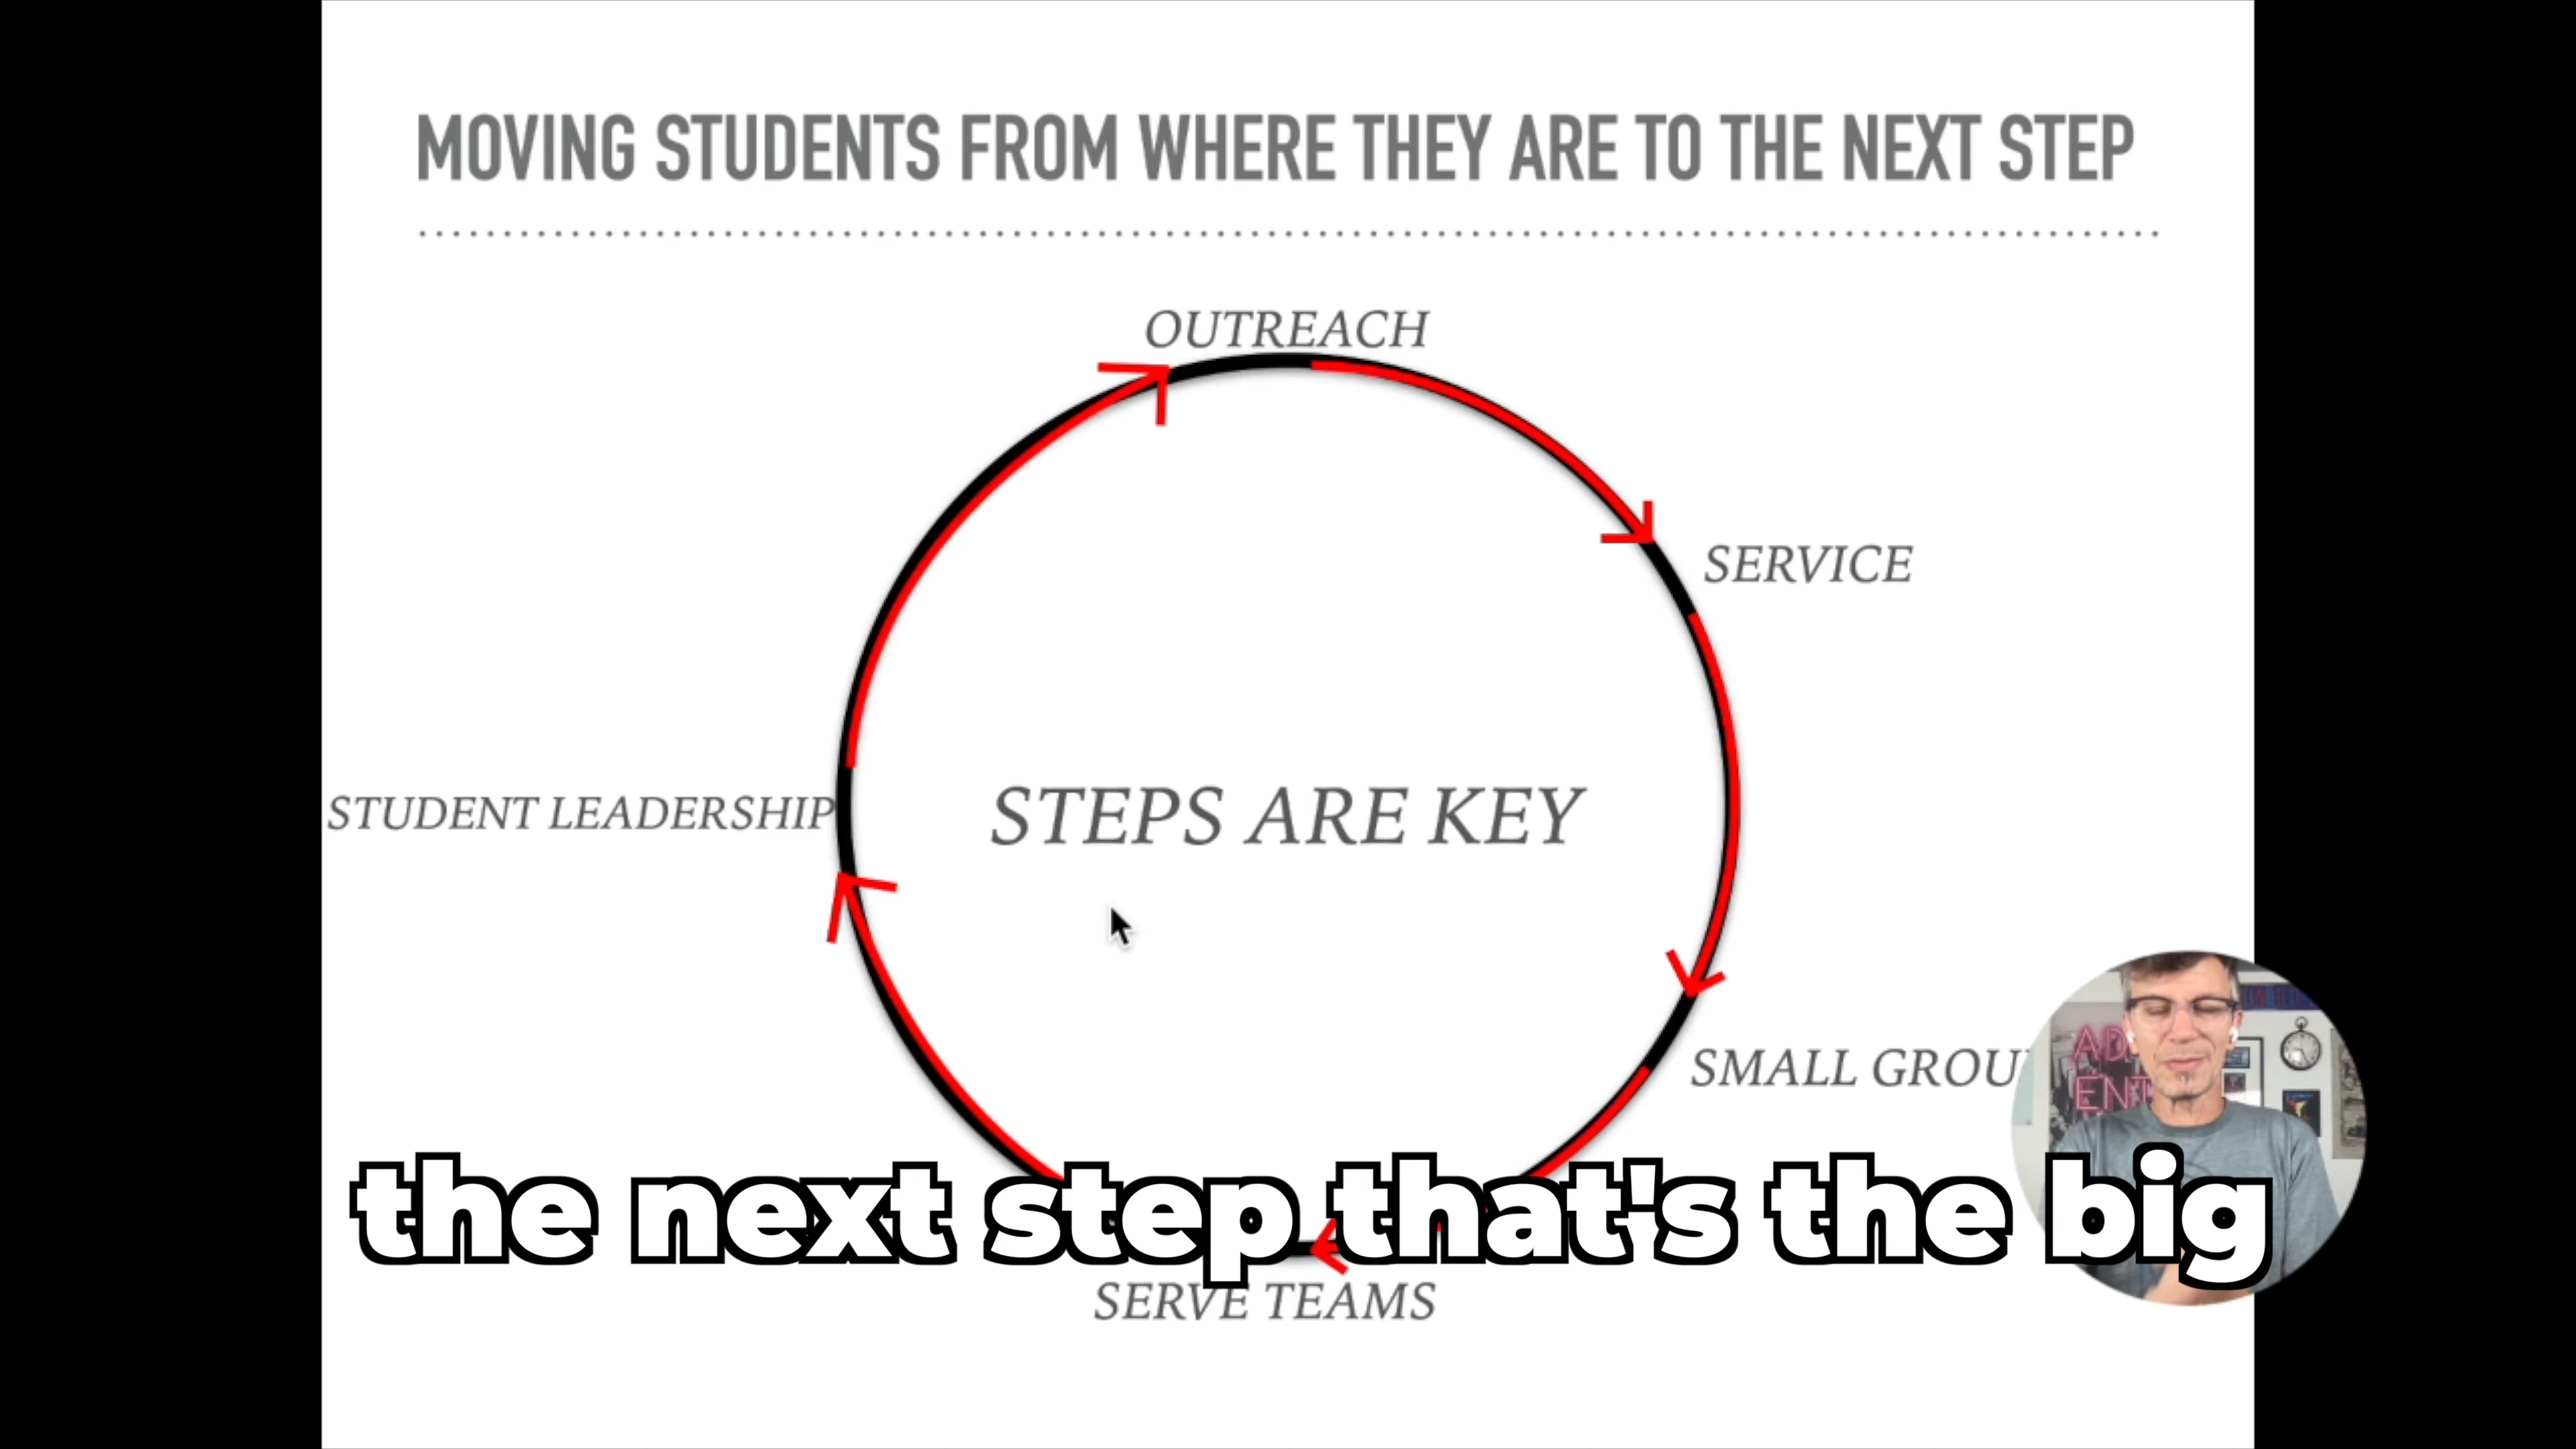 MOVING STUDENTS FROM WHERE THEY ARE TO THE NEXT STEP
OUTREACH
SERVICE
STUDENT LEADERSHIP
STEPS ARE KEY
SMALL
the next step that's the big
SERVE TEAMS